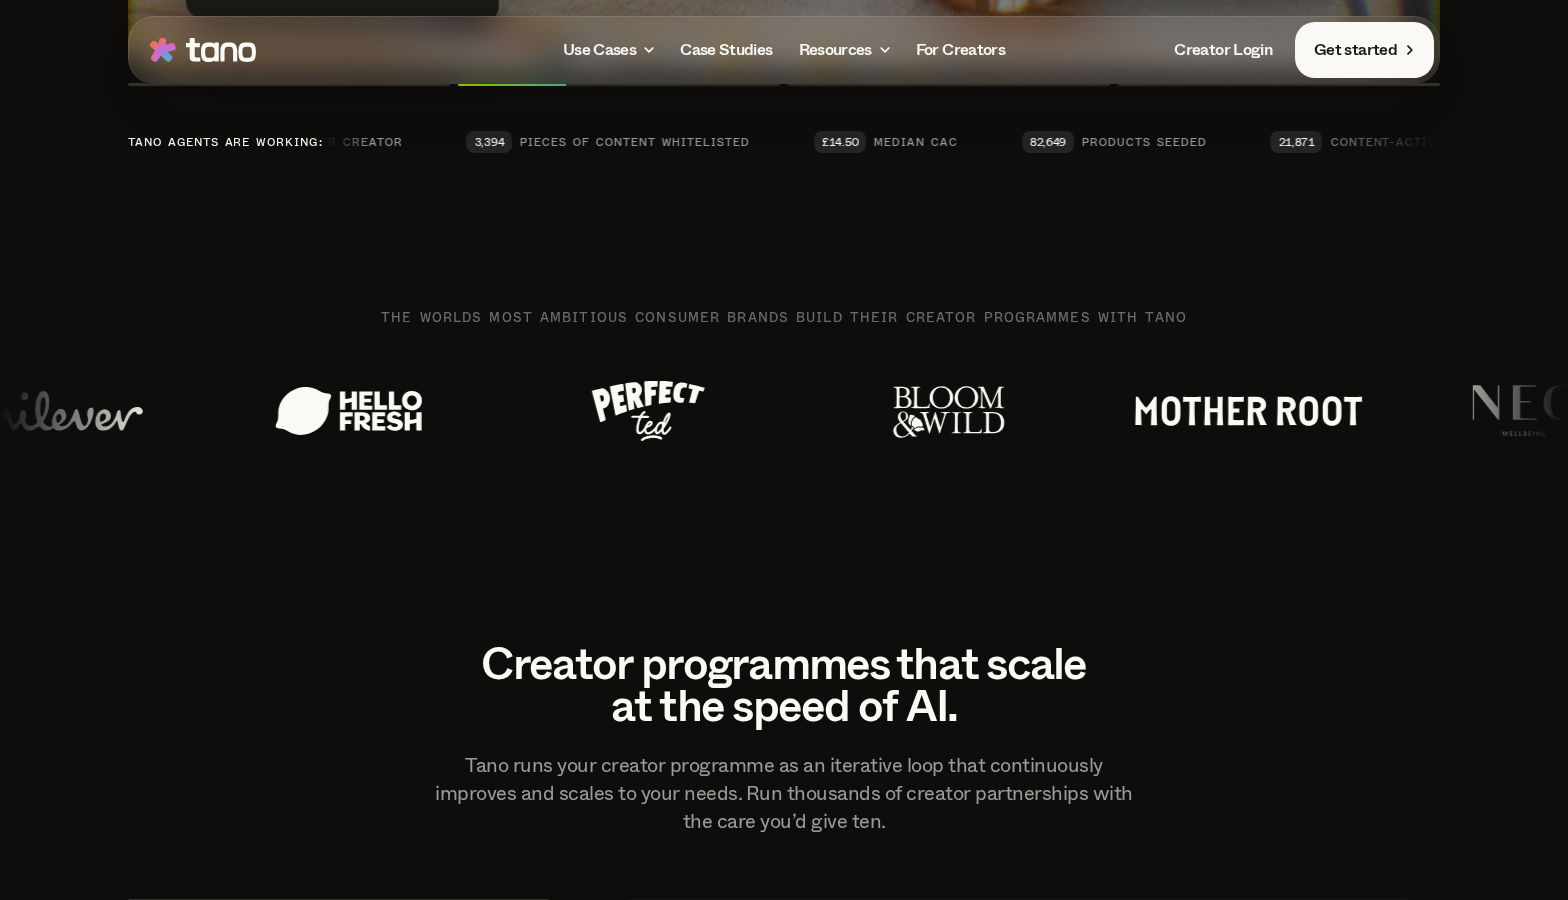 tano
Use Cases
Case Studies
Resources
For Creators
Creator Login
Get started
TANO AGENTS ARE WORKING:
CREATOR
3,394 PIECES OF CONTENT WHITELISTED
£14.50 MEDIAN CAC
82,649 PRODUCTS SEEDED
21,871
THE WORLDS MOST AMBITIOUS CONSUMER BRANDS BUILD THEIR CREATOR PROGRAMMES WITH TANO
HELLO
FRESH
PERFECT
ted
BLOOM
&WILD
MOTHER ROOT
WELLBEING
Creator programmes that scale
at the speed of AI.
Tano runs your creator programme as an iterative loop that continuously
improves and scales to your needs. Run thousands of creator partnerships with
the care you’d give ten.